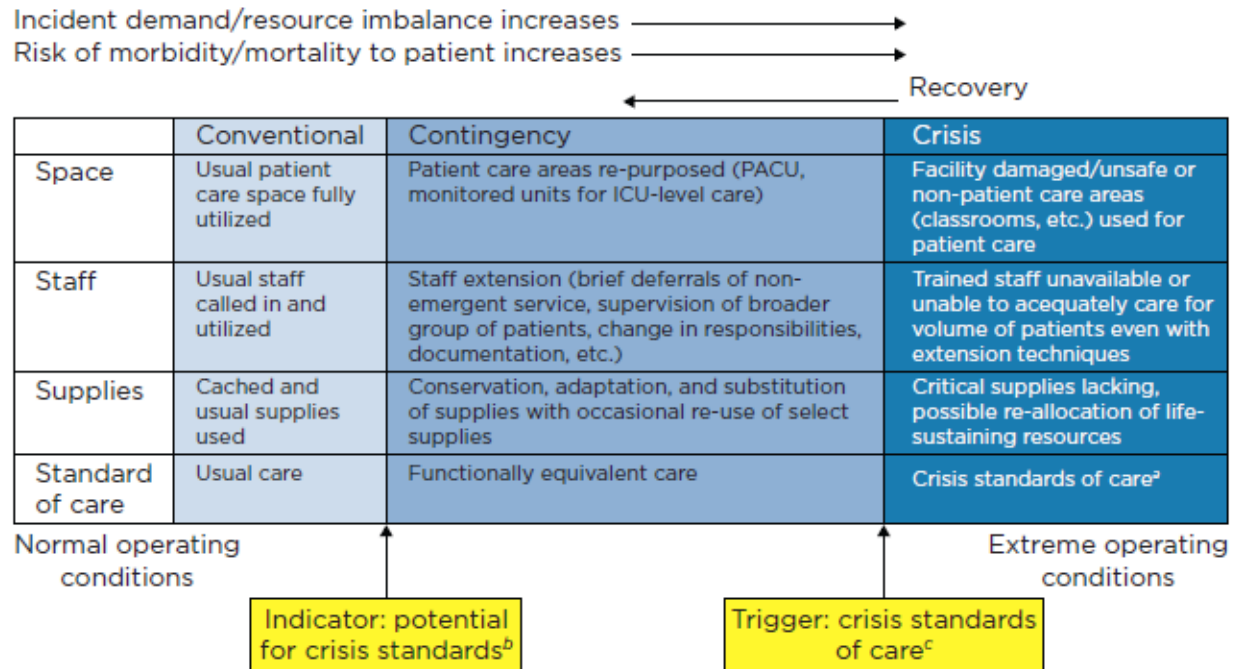 Incident demand/resource imbalance increases
Risk of morbidity/mortality to patient increases
Recovery
Conventional
Contingency
Crisis
Space
Usual patient
care space fully
utilized
Patient care areas re-purposed (PACU,
monitored units for ICU-level care)
Facility damaged/unsafe or
non-patient care areas
(classrooms, etc.) used for
patient care
Staff
Usual staff
called in and
utilized
Staff extension (brief deferrals of non-
emergent service, supervision of broader
group of patients, change in responsibilities,
documentation, etc.)
Trained staff unavailable or
unable to acequately care for
volume of patients even with
extension techniques
Supplies
Cached and
usual supplies
used
Conservation, adaptation, and substitution
of supplies with occasional re-use of select
supplies
Critical supplies lacking,
possible re-allocation of life-
sustaining resources
Standard
of care
Usual care
Functionally equivalent care
Crisis standards of careᵃ
Normal operating
conditions
Extreme operating
conditions
Indicator: potential
for crisis standardsᵇ
Trigger: crisis standards
of careᶜ